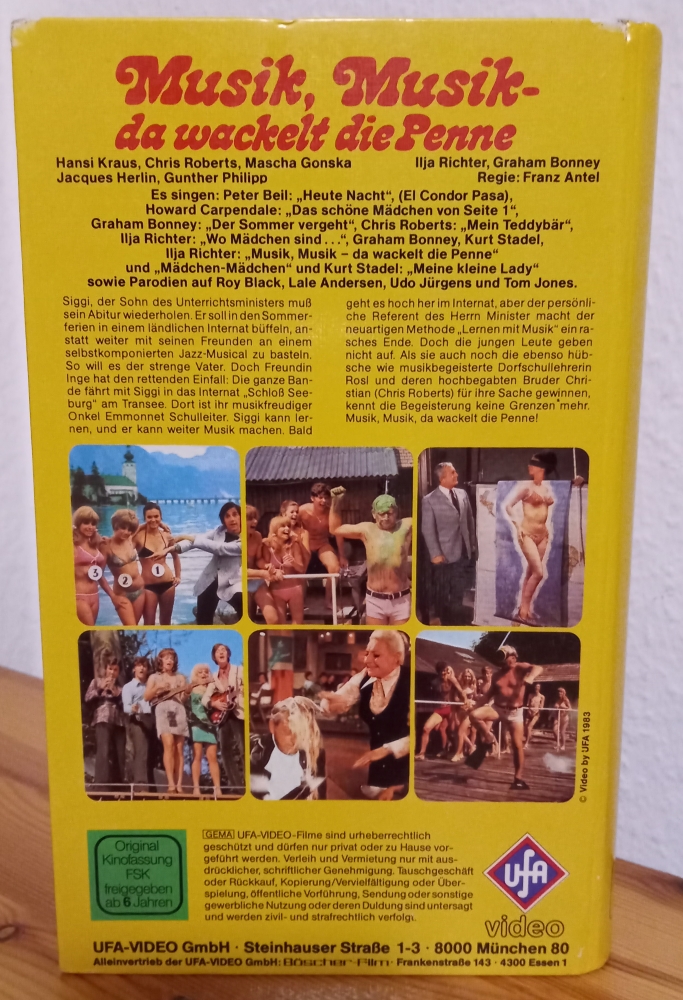 Musik, Musik-
da wackelt die Penne
Hansi Kraus, Chris Roberts, Mascha Gonska
Jacques Herlin, Gunther Philipp
Ilja Richter, Graham Bonney
Regie: Franz Antel
Es singen: Peter Beil: „Heute Nacht“, (El Condor Pasa),
Howard Carpendale: „Das schöne Mädchen von Seite 1“,
Graham Bonney: „Der Sommer vergeht“, Chris Roberts: „Mein Teddybär“,
Ilja Richter: „Wo Mädchen sind ...“, Graham Bonney, Kurt Stadel,
Ilja Richter: „Musik, Musik – da wackelt die Penne“
und „Mädchen-Mädchen“ und Kurt Stadel: „Meine kleine Lady“
sowie Parodien auf Roy Black, Lale Andersen, Udo Jürgens und Tom Jones.
Siggi, der Sohn des Unterrichtsministers muß
sein Abitur wiederholen. Er soll in den Sommer-
ferien in einem ländlichen Internat büffeln, an-
statt weiter mit seinen Freunden an einem
selbstkomponierten Jazz-Musical zu basteln.
So will es der strenge Vater. Doch Freundin
Inge hat den rettenden Einfall: Die ganze Ban-
de fährt mit Siggi in das Internat „Schloß See-
burg“ am Transee. Dort ist ihr musikfreudiger
Onkel Emmonnet Schulleiter. Siggi kann ler-
nen, und er kann weiter Musik machen. Bald
geht es hoch her im Internat, aber der persönli-
che Referent des Herrn Minister macht der
neuartigen Methode „Lernen mit Musik“ ein ra-
sches Ende. Doch die jungen Leute geben
nicht auf. Als sie auch noch die ebenso hüb-
sche wie musikbegeisterte Dorfschullehrerin
Rosl und deren hochbegabten Bruder Chri-
stian (Chris Roberts) für ihre Sache gewinnen,
kennt die Begeisterung keine Grenzen mehr.
Musik, Musik, da wackelt die Penne!
3
2
1
© Video by UFA 1983
Original
Kinofassung
FSK
freigegeben
ab 6 Jahren
GEMA UFA-VIDEO-Filme sind urheberrechtlich
geschützt und dürfen nur privat oder zu Hause vor-
geführt werden. Verleih und Vermietung nur mit aus-
drücklicher, schriftlicher Genehmigung. Tauschgeschäft
oder Rückkauf, Kopierung/Vervielfältigung oder Über-
spielung, öffentliche Vorführung, Sendung oder sonstige
gewerbliche Nutzung oder deren Duldung sind untersagt
und werden zivil- und strafrechtlich verfolgt.
UFA
video
UFA-VIDEO GmbH · Steinhauser Straße 1-3 · 8000 München 80
Alleinvertrieb der UFA-VIDEO GmbH: Büscher-Film · Frankenstraße 143 · 4300 Essen 1